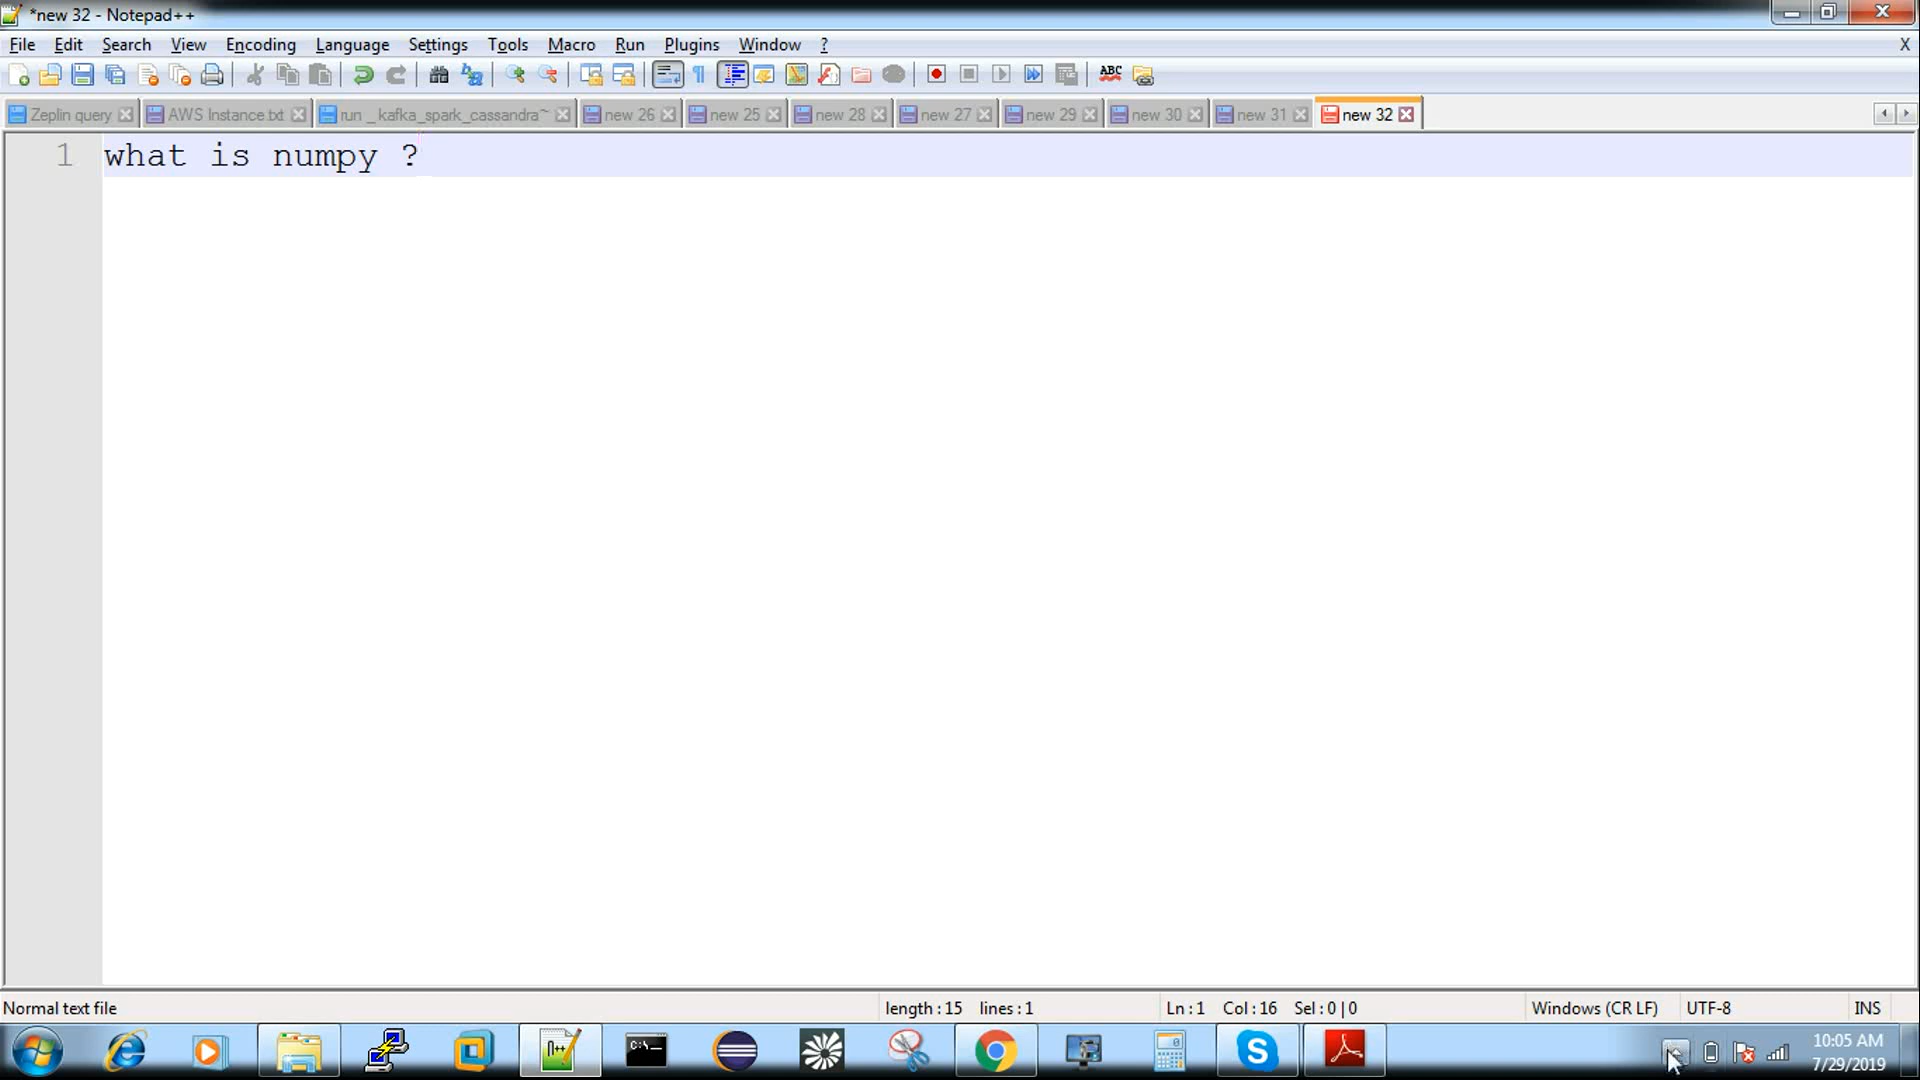 *new 32 - Notepad++
File Edit Search View Encoding Language Settings Tools Macro Run Plugins Window ? X
ABC
Zeplin query AWS Instance.txt run _kafka_spark_cassandra~ new 26 new 25 new 28 new 27 new 29 new 30 new 31 new 32
1 what is numpy ?
Normal text file length : 15 lines : 1 Ln : 1 Col : 16 Sel : 0 | 0 Windows (CR LF) UTF-8 INS
10:05 AM
7/29/2019